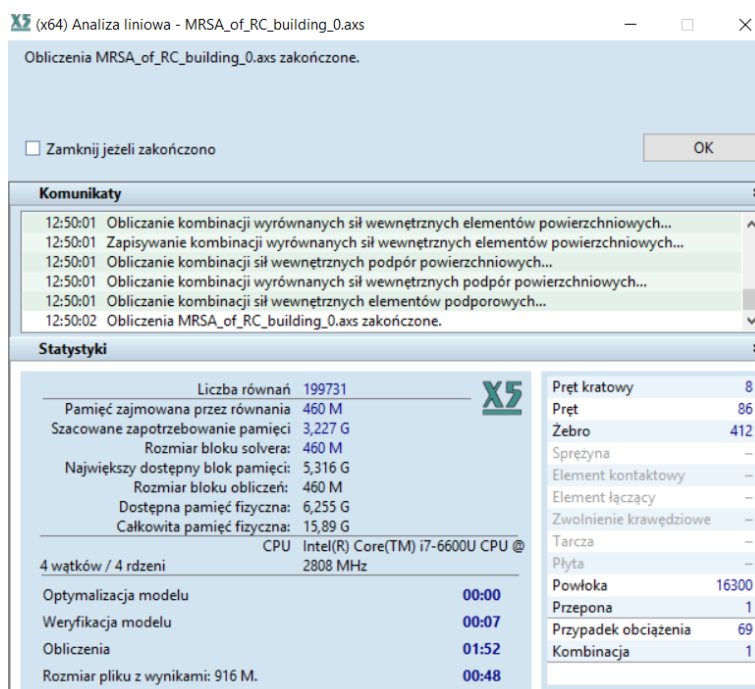 X5 (x64) Analiza liniowa - MRSA_of_RC_building_0.axs
Obliczenia MRSA_of_RC_building_0.axs zakończone.
Zamknij jeżeli zakończono
OK
Komunikaty
12:50:01 Obliczanie kombinacji wyrównanych sił wewnętrznych elementów powierzchniowych...
12:50:01 Zapisywanie kombinacji wyrównanych sił wewnętrznych elementów powierzchniowych...
12:50:01 Obliczanie kombinacji sił wewnętrznych podpór powierzchniowych...
12:50:01 Obliczanie kombinacji wyrównanych sił wewnętrznych podpór powierzchniowych...
12:50:01 Obliczanie kombinacji sił wewnętrznych elementów podporowych...
12:50:02 Obliczenia MRSA_of_RC_building_0.axs zakończone.
Statystyki
X5
Liczba równań 199731
Pamięć zajmowana przez równania 460 M
Szacowane zapotrzebowanie pamięci 3,227 G
Rozmiar bloku solvera: 460 M
Największy dostępny blok pamięci: 5,316 G
Rozmiar bloku obliczeń: 460 M
Dostępna pamięć fizyczna: 6,255 G
Całkowita pamięć fizyczna: 15,89 G
CPU Intel(R) Core(TM) i7-6600U CPU @
4 wątków / 4 rdzeni 2808 MHz
Optymalizacja modelu 00:00
Weryfikacja modelu 00:07
Obliczenia 01:52
Rozmiar pliku z wynikami: 916 M. 00:48
Pręt kratowy 8
Pręt 86
Żebro 412
Sprężyna –
Element kontaktowy –
Element łączący –
Zwolnienie krawędziowe –
Tarcza –
Płyta –
Powłoka 16300
Przepona 1
Przypadek obciążenia 69
Kombinacja 1